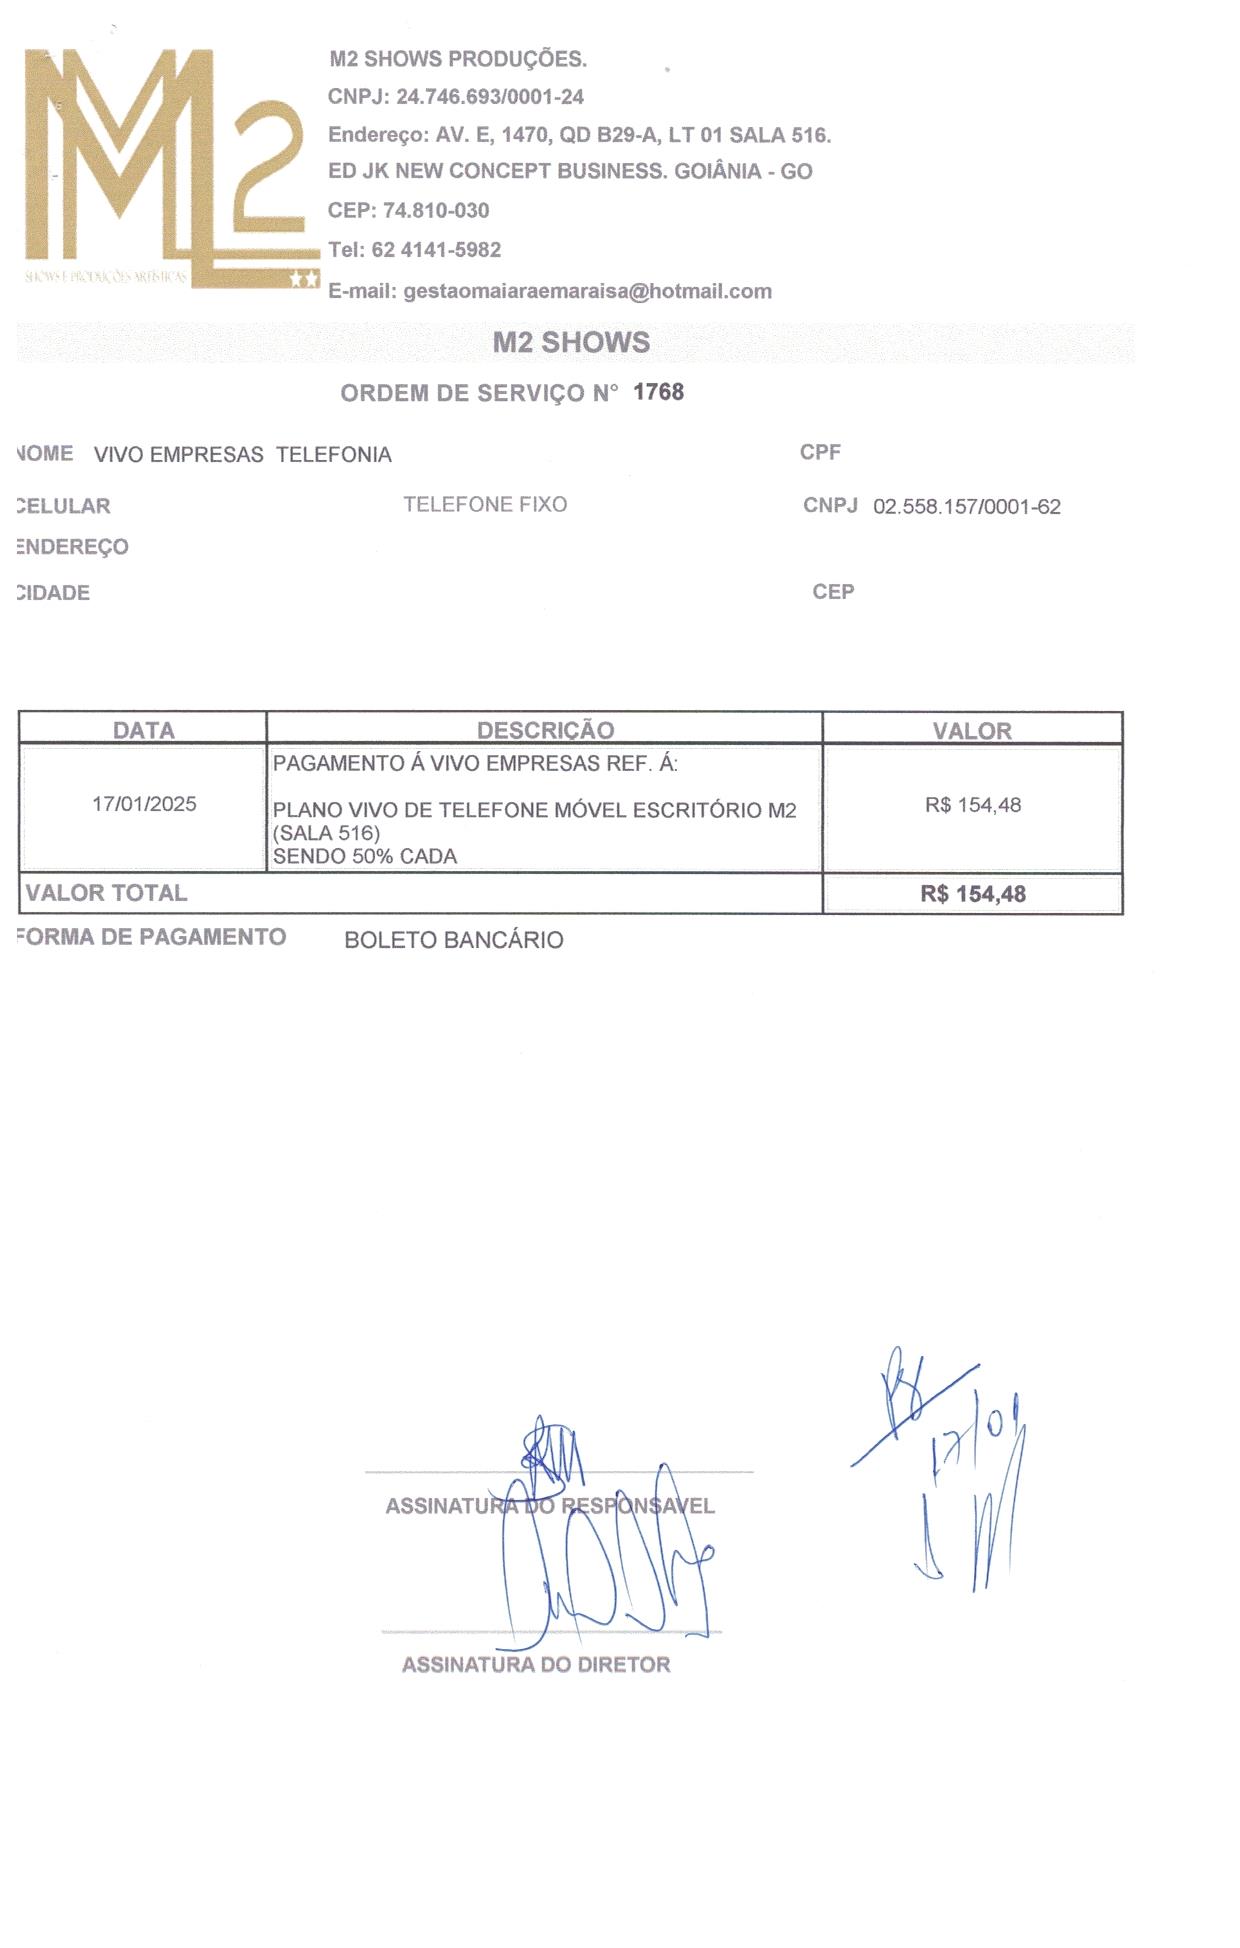 M2 SHOWS PRODUÇÕES.
CNPJ: 24.746.693/0001-24
Endereço: AV. E, 1470, QD B29-A, LT 01 SALA 516.
ED JK NEW CONCEPT BUSINESS. GOIÂNIA - GO
CEP: 74.810-030
Tel: 62 4141-5982
E-mail: gestaomaiaraemaraisa@hotmail.com
M2
SHOWS E PRODUÇÕES ARTÍSTICAS
M2 SHOWS
ORDEM DE SERVIÇO N° 1768
NOME VIVO EMPRESAS TELEFONIA CPF
CELULAR TELEFONE FIXO CNPJ 02.558.157/0001-62
ENDEREÇO
CIDADE CEP
DATA DESCRIÇÃO VALOR
PAGAMENTO Á VIVO EMPRESAS REF. Á:
17/01/2025 PLANO VIVO DE TELEFONE MÓVEL ESCRITÓRIO M2 R$ 154,48
(SALA 516)
SENDO 50% CADA
VALOR TOTAL R$ 154,48
FORMA DE PAGAMENTO BOLETO BANCÁRIO
17/01
ASSINATURA DO RESPONSAVEL
ASSINATURA DO DIRETOR